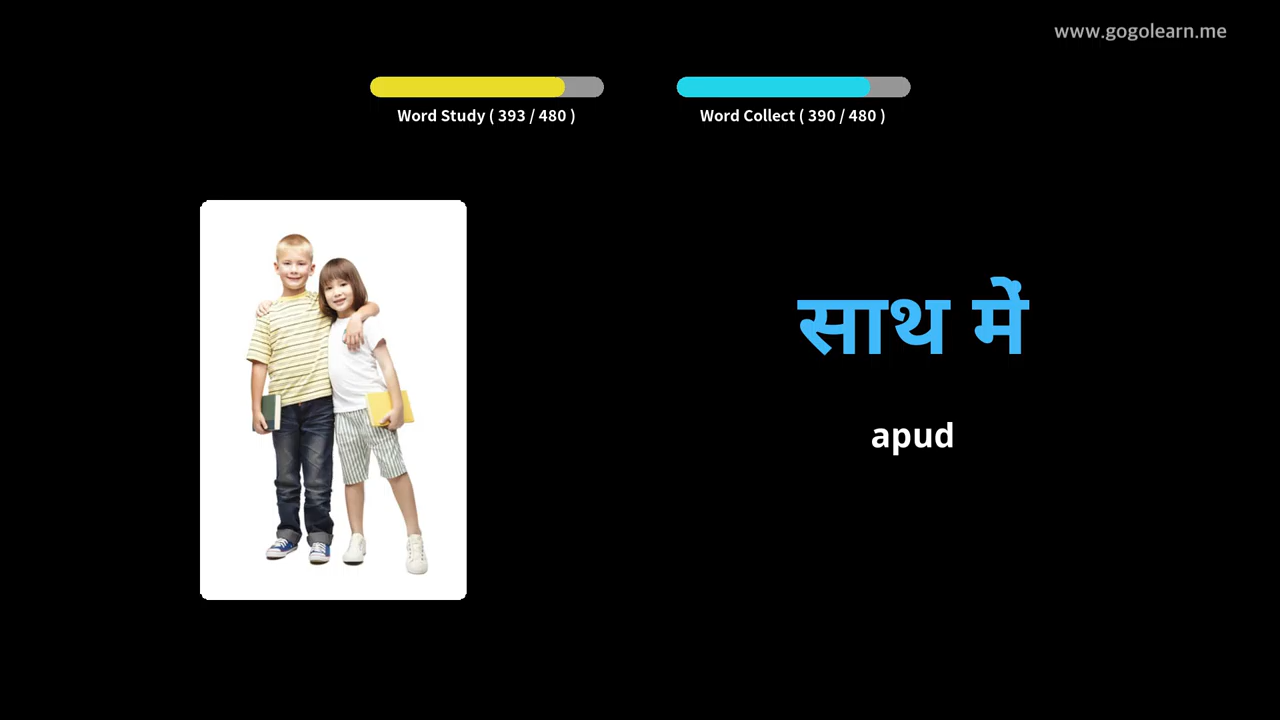 www.gogolearn.me
Word Study ( 393 / 480 )
Word Collect ( 390 / 480 )
साथ में
apud